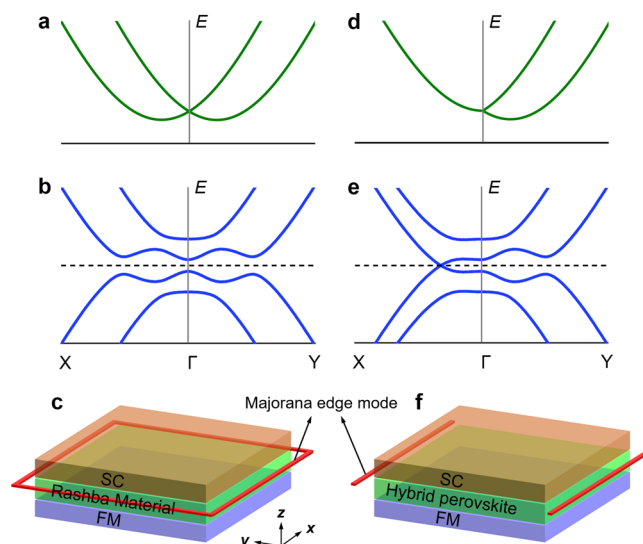 a
E
d
E
b
E
e
E
X
Γ
Y
X
Γ
Y
c
Majorana edge mode
f
SC
Rashba Material
FM
z
x
y
SC
Hybrid perovskite
FM